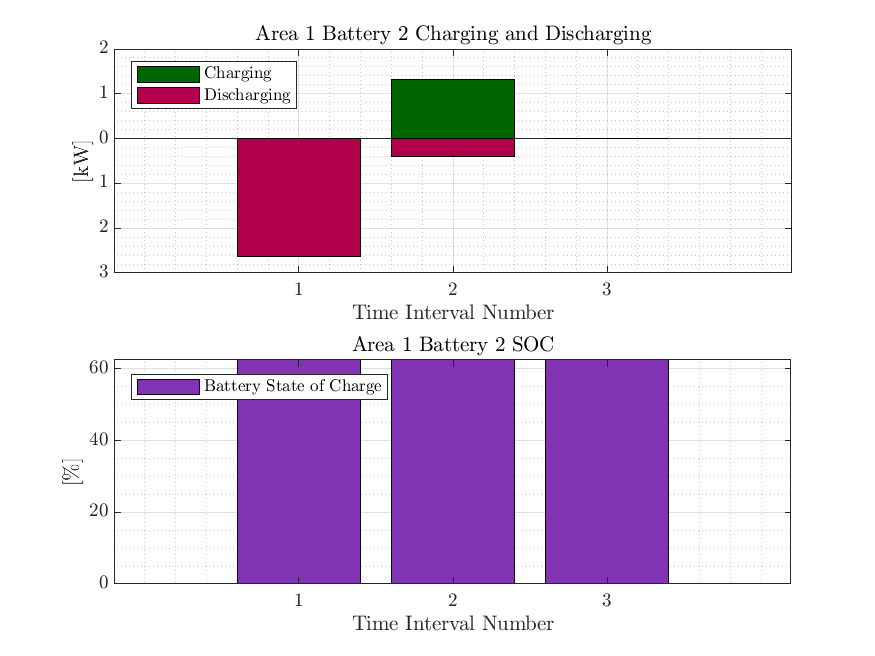 Area 1 Battery 2 Charging and Discharging
2
1
0
1
2
3
[kW]
Charging
Discharging
1 2 3
Time Interval Number
Area 1 Battery 2 SOC
60
40
20
0
[%]
Battery State of Charge
1 2 3
Time Interval Number